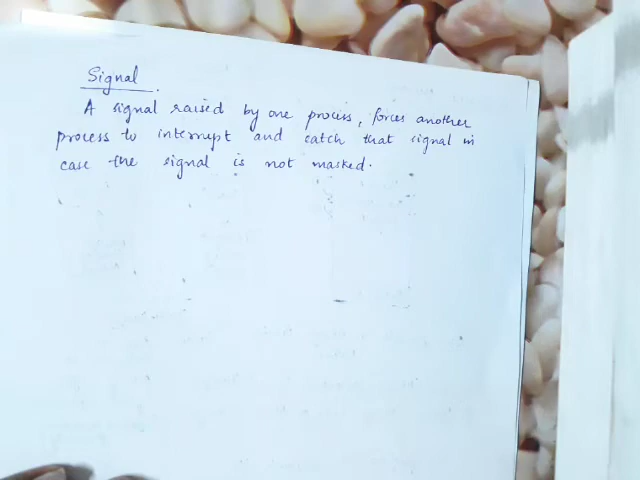 Signal
A signal raised by one process, forces another
process to interrupt and catch that signal in
case the signal is not masked.